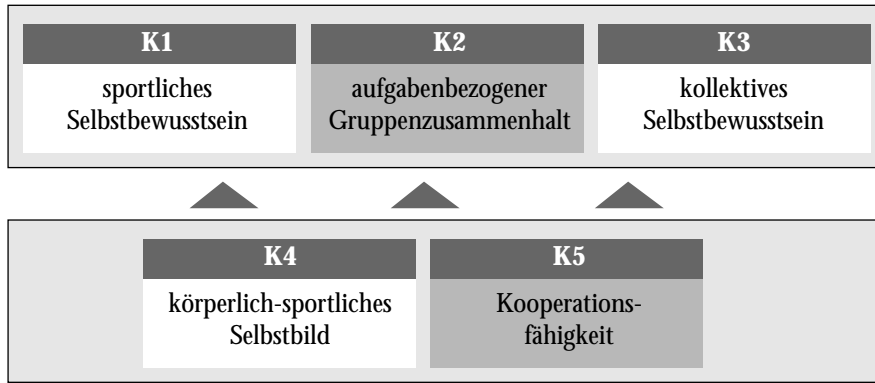 K1
sportliches
Selbstbewusstsein
K2
aufgabenbezogener
Gruppenzusammenhalt
K3
kollektives
Selbstbewusstsein
K4
körperlich-sportliches
Selbstbild
K5
Kooperations-
fähigkeit